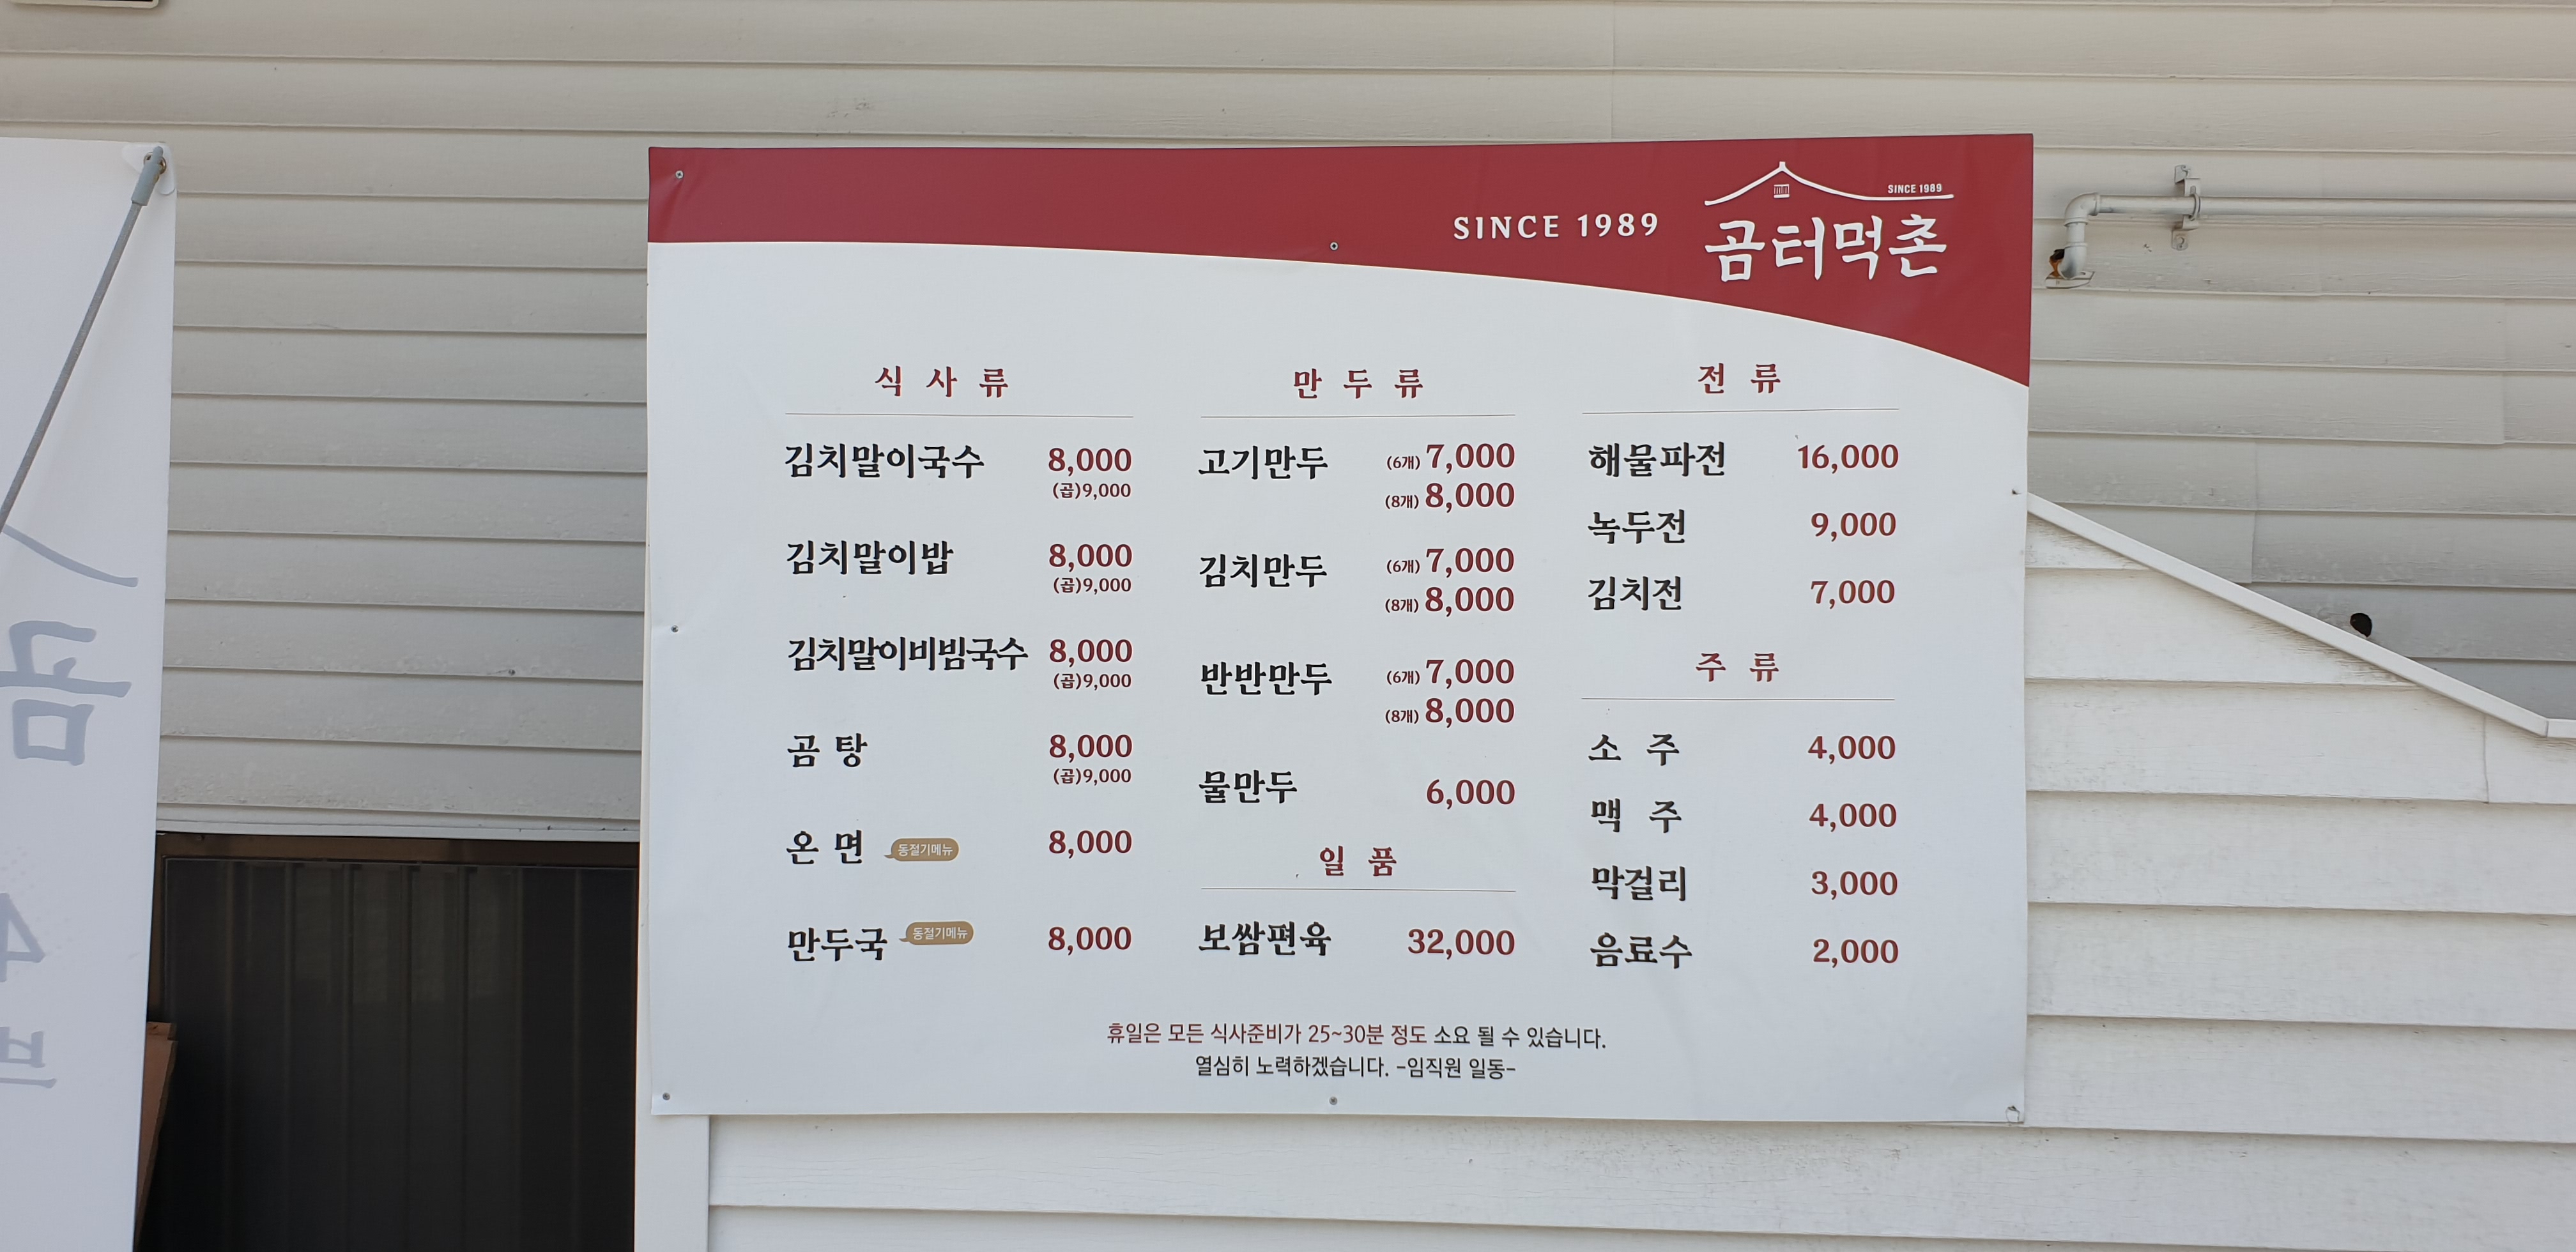 SINCE 1989
SINCE 1989
곰터먹촌
식사류
김치말이국수 8,000
(곱)9,000
김치말이밥 8,000
(곱)9,000
김치말이비빔국수 8,000
(곱)9,000
곰탕 8,000
(곱)9,000
온면 동절기메뉴 8,000
만두국 동절기메뉴 8,000
만두류
고기만두 (6개) 7,000
(8개) 8,000
김치만두 (6개) 7,000
(8개) 8,000
반반만두 (6개) 7,000
(8개) 8,000
물만두 6,000
일품
보쌈편육 32,000
전류
해물파전 16,000
녹두전 9,000
김치전 7,000
주류
소주 4,000
맥주 4,000
막걸리 3,000
음료수 2,000
휴일은 모든 식사준비가 25~30분 정도 소요 될 수 있습니다.
열심히 노력하겠습니다. -임직원 일동-